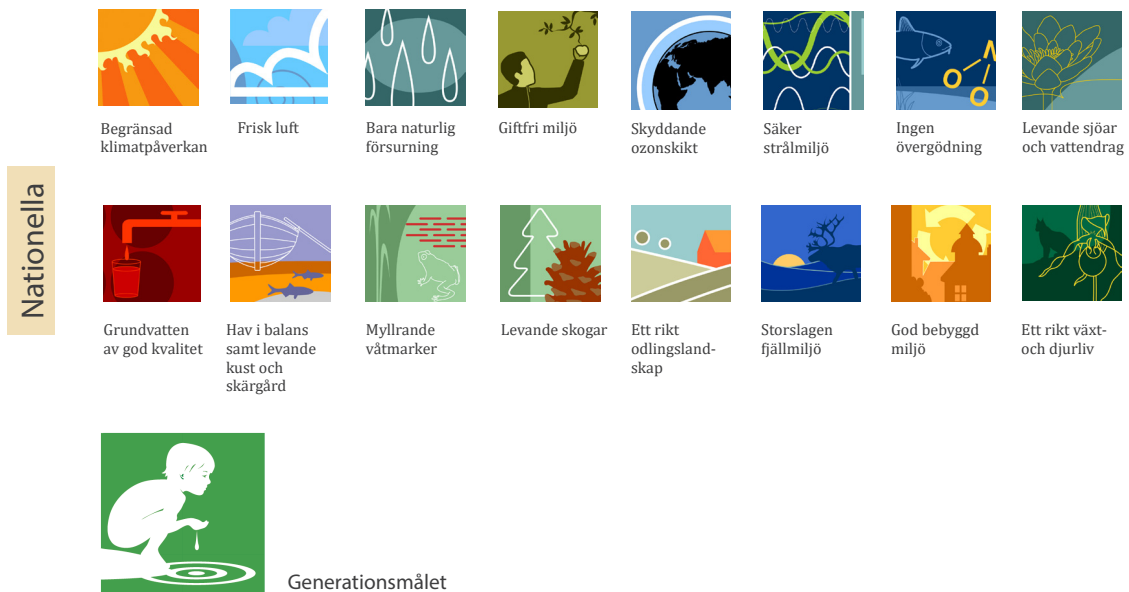 Nationella
Begränsad
klimatpåverkan
Frisk luft
Bara naturlig
försurning
Giftfri miljö
Skyddande
ozonskikt
Säker
strålmiljö
Ingen
övergödning
Levande sjöar
och vattendrag
O
N
O
Grundvatten
av god kvalitet
Hav i balans
samt levande
kust och
skärgård
Myllrande
våtmarker
Levande skogar
Ett rikt
odlingsland-
skap
Storslagen
fjällmiljö
God bebyggd
miljö
Ett rikt växt-
och djurliv
Generationsmålet